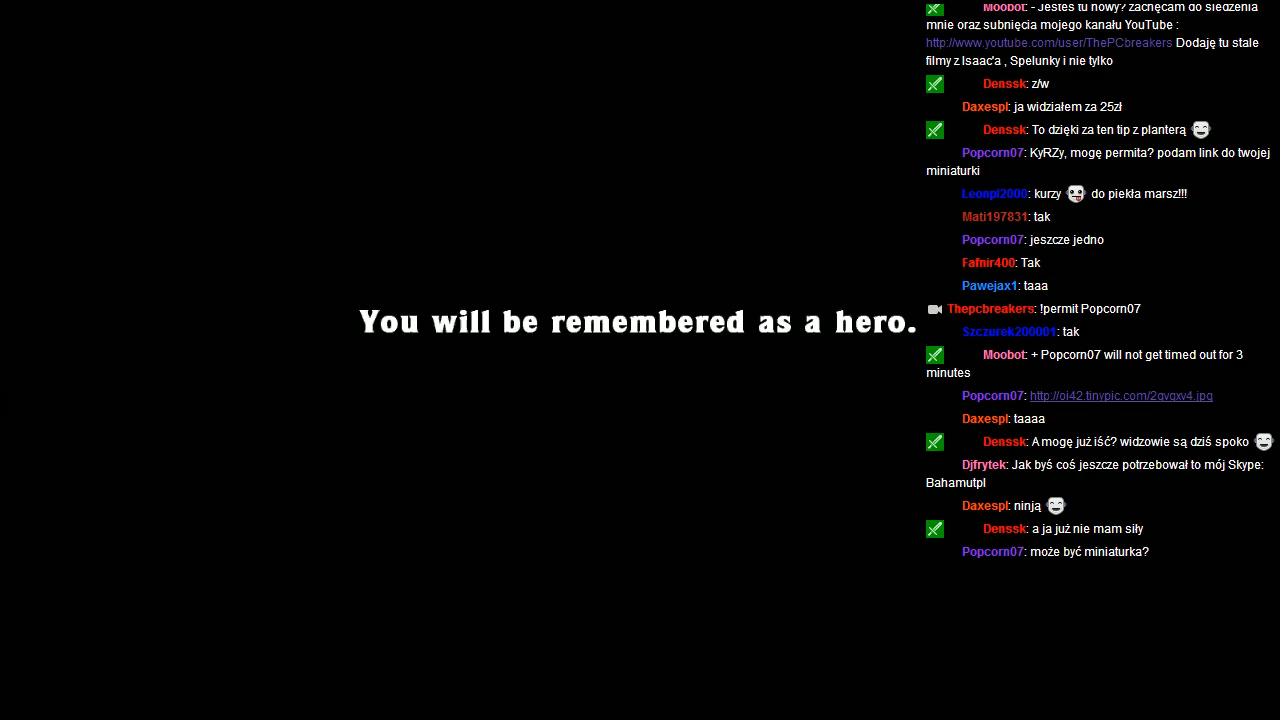 Moobot: - Jesteś tu nowy? zachęcam do śledzenia
mnie oraz subnięcia mojego kanału YouTube :
http://www.youtube.com/user/ThePCbreakers Dodaję tu stale
filmy z Isaac'a , Spelunky i nie tylko
Denssk: z/w
Daxespl: ja widziałem za 25zł
Denssk: To dzięki za ten tip z planterą
Popcorn07: KyRZy, mogę permita? podam link do twojej
miniaturki
Leonpl2000: kurzy do piekła marsz!!!
Mati197831: tak
Popcorn07: jeszcze jedno
Fafnir400: Tak
Pawejax1: taaa
Thepcbreakers: !permit Popcorn07
You will be remembered as a hero.
Szczurek200001: tak
Moobot: + Popcorn07 will not get timed out for 3
minutes
Popcorn07: http://oi42.tinypic.com/2qvqxv4.jpg
Daxespl: taaaa
Denssk: A mogę już iść? widzowie są dziś spoko
Djfrytek: Jak byś coś jeszcze potrzebował to mój Skype:
Bahamutpl
Daxespl: ninją
Denssk: a ja już nie mam siły
Popcorn07: może być miniaturka?